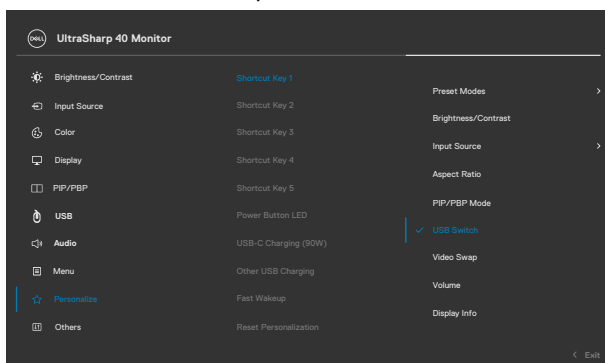 DELL UltraSharp 40 Monitor
Brightness/Contrast
Input Source
Color
Display
PIP/PBP
USB
Audio
Menu
Personalize
Others
Shortcut Key 1
Shortcut Key 2
Shortcut Key 3
Shortcut Key 4
Shortcut Key 5
Power Button LED
USB-C Charging (90W)
Other USB Charging
Fast Wakeup
Reset Personalization
Preset Modes
Brightness/Contrast
Input Source
Aspect Ratio
PIP/PBP Mode
USB Switch
Video Swap
Volume
Display Info
Exit